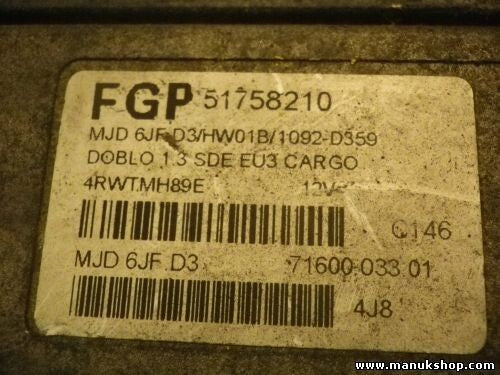 FGP 51758210
MJD 6JF D3/HW01B/1092-D359
DOBLO 1.3 SDE EU3 CARGO
4RWTMH89E
C146
MJD 6JF D3 71600 033 01
4J8
www.manukshop.com